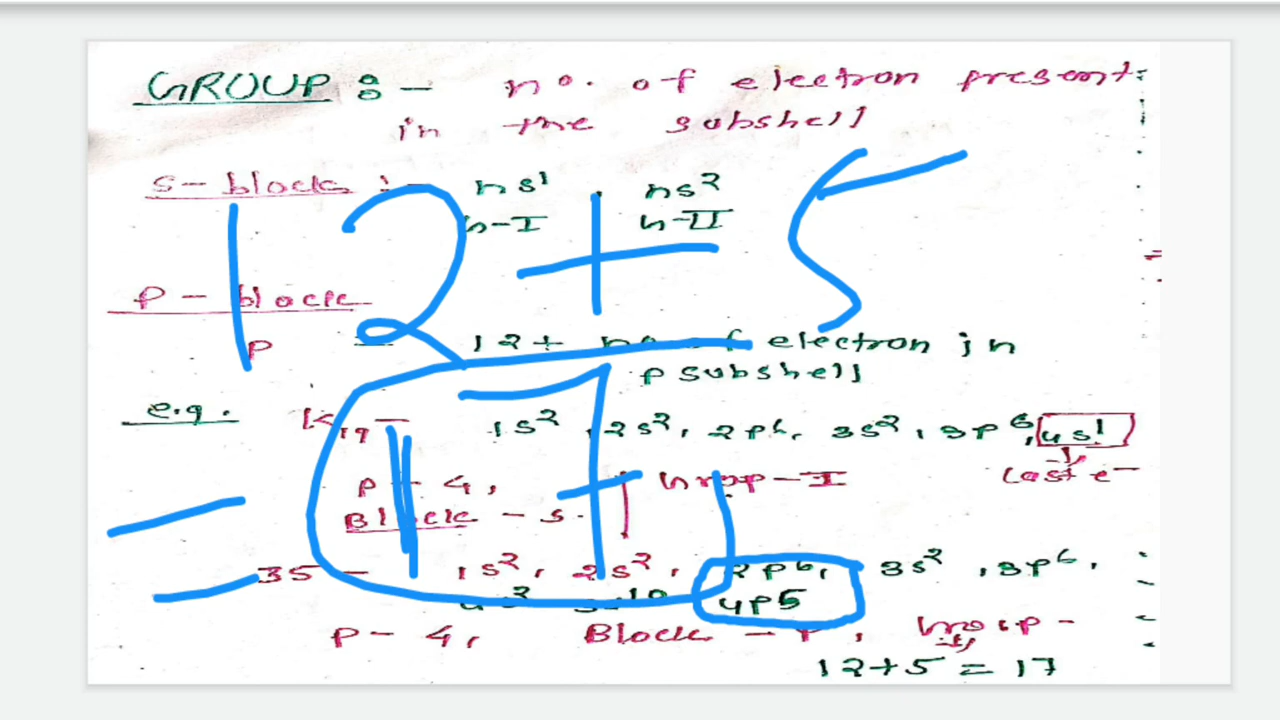 GROUP :- no. of electron present
in the subshell
S-block :- ns1, ns2
G-I G-II
12+5
P-block
P = 12+ no of electron in
p subshell
e.g. K19 - 1s2, 2s2, 2p6, 3s2, 3p6, 4s1
P-4, Group-I Last e-
Block - s.
= 17
35 - 1s2, 2s2, 2p6, 3s2, 3p6,
4s2 3d10 4p5
P-4, Block - P, Group-
12+5 = 17